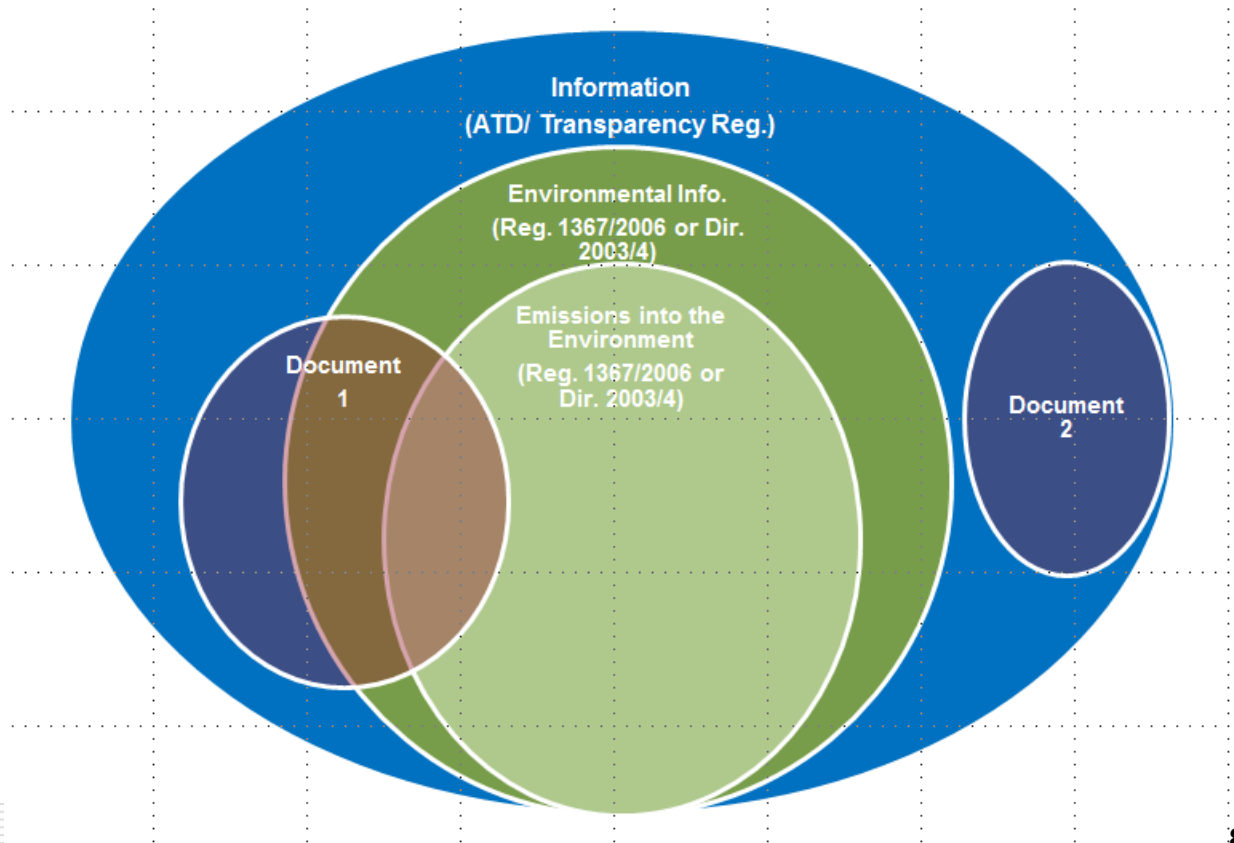 Information
(ATD/ Transparency Reg.)
Environmental Info.
(Reg. 1367/2006 or Dir.
2003/4)
Emissions into the
Environment
(Reg. 1367/2006 or
Dir. 2003/4)
Document
1
Document
2